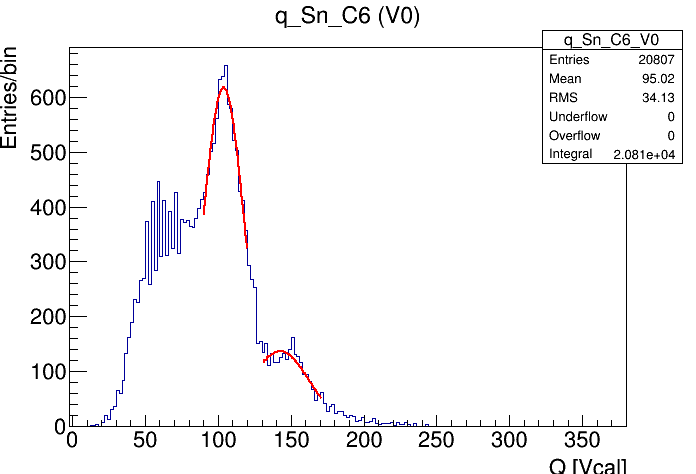 q_Sn_C6 (V0)
Entries/bin
q_Sn_C6_V0
Entries 20807
Mean 95.02
RMS 34.13
Underflow 0
Overflow 0
Integral 2.081e+04
600
500
400
300
200
100
0
0 50 100 150 200 250 300 350
Q [Vcal]